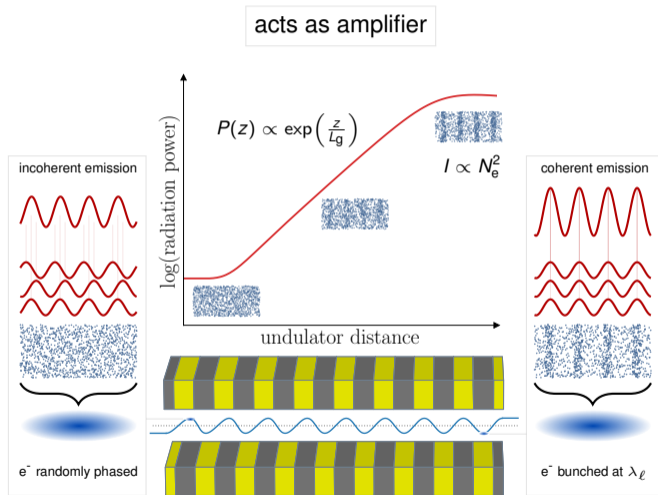 acts as amplifier
incoherent emission
e⁻ randomly phased
log(radiation power)
P(z) ∝ exp(z/Lg)
I ∝ Nₑ²
undulator distance
coherent emission
e⁻ bunched at λℓ